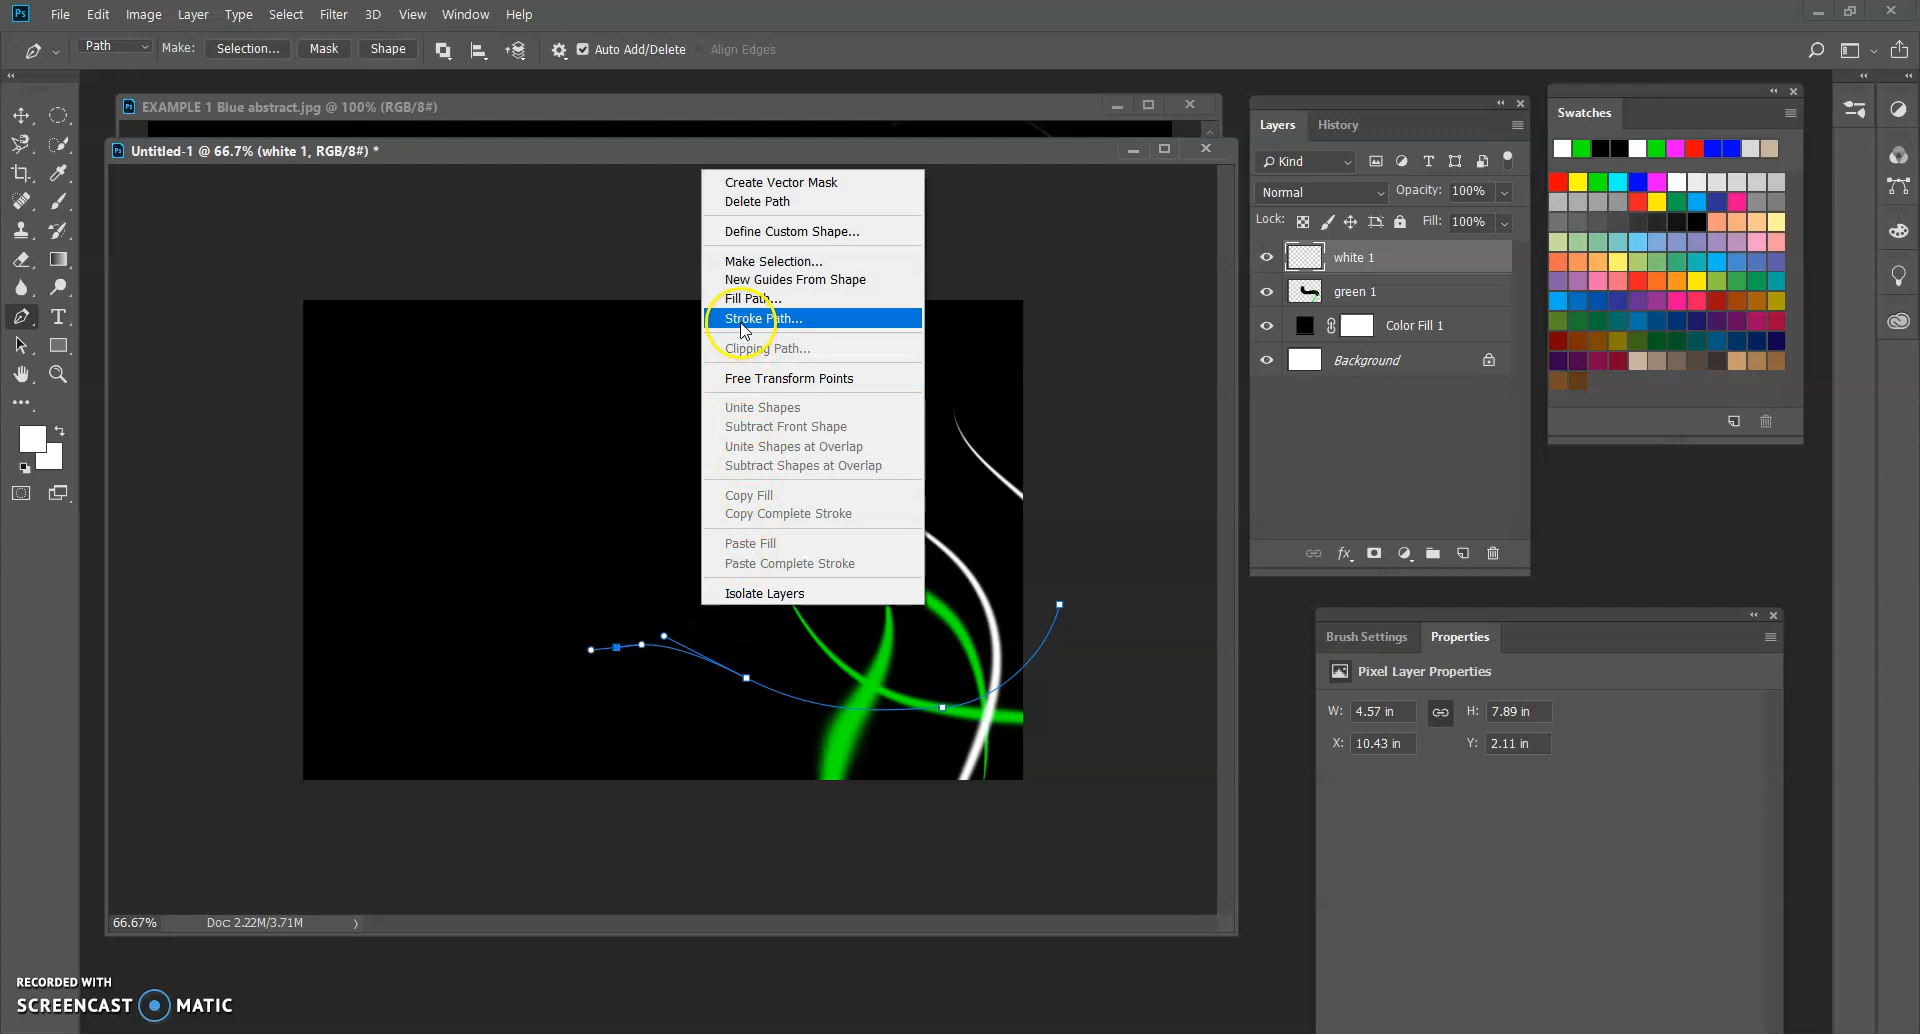 Ps File Edit Image Layer Type Select Filter 3D View Window Help
Path Make: Selection... Mask Shape Auto Add/Delete Align Edges
EXAMPLE 1 Blue abstract.jpg @ 100% (RGB/8#)
Untitled-1 @ 66.7% (white 1, RGB/8#) *
Create Vector Mask
Delete Path
Define Custom Shape...
Make Selection...
New Guides From Shape
Fill Path...
Stroke Path...
Clipping Path...
Free Transform Points
Unite Shapes
Subtract Front Shape
Unite Shapes at Overlap
Subtract Shapes at Overlap
Copy Fill
Copy Complete Stroke
Paste Fill
Paste Complete Stroke
Isolate Layers
66.67% Doc: 2.22M/3.71M
Layers History
Kind
Normal Opacity: 100%
Lock: Fill: 100%
white 1
green 1
Color Fill 1
Background
fx
Swatches
Brush Settings Properties
Pixel Layer Properties
W: 4.57 in H: 7.89 in
X: 10.43 in Y: 2.11 in
RECORDED WITH
SCREENCAST MATIC